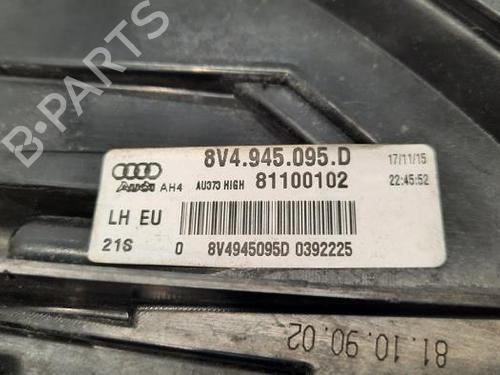 B-PARTS
8V4.945.095.D
17/11/15
Audi AH4 AU373 HIGH 81100102
22:45:52
LH EU
21S 0 8V4945095D 0392225
81.10.90.02